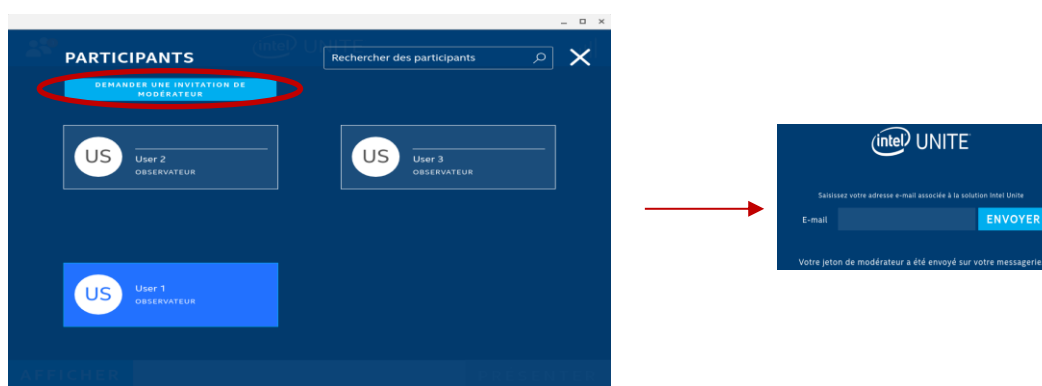 (intel) UNITE
PARTICIPANTS
Rechercher des participants
DEMANDER UNE INVITATION DE
MODÉRATEUR
US
User 2
OBSERVATEUR
US
User 3
OBSERVATEUR
US
User 1
OBSERVATEUR
AFFICHER
(intel) UNITE
Saisissez votre adresse e-mail associée à la solution Intel Unite
E-mail
ENVOYER
Votre jeton de modérateur a été envoyé sur votre messagerie